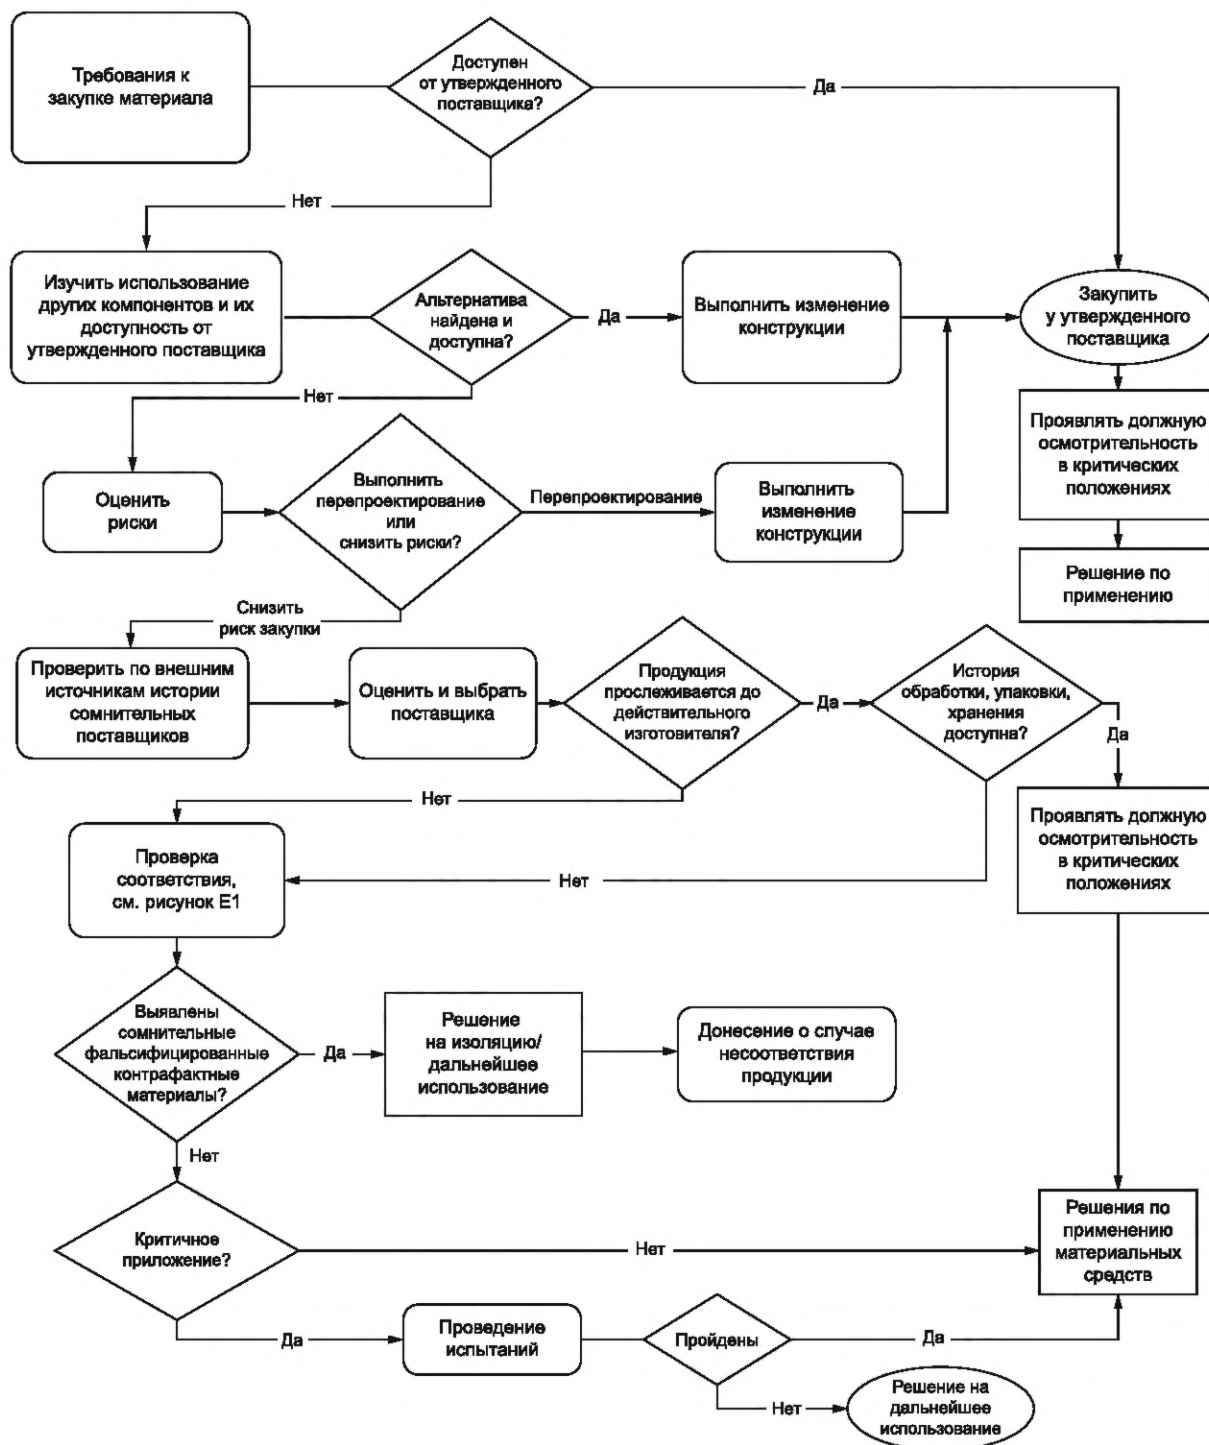 Требования к
закупке материала
Доступен
от утвержденного
поставщика?
Да
Нет
Изучить использование
других компонентов и их
доступность от
утвержденного поставщика
Альтернатива
найдена и
доступна?
Да
Выполнить изменение
конструкции
Закупить
у утвержденного
поставщика
Нет
Проявлять должную
осмотрительность
в критических
положениях
Оценить
риски
Выполнить
перепроектирование
или
снизить риски?
Перепроектирование
Выполнить
изменение
конструкции
Решение по
применению
Снизить
риск закупки
Проверить по внешним
источникам истории
сомнительных
поставщиков
Оценить и выбрать
поставщика
Продукция
прослеживается до
действительного
изготовителя?
Да
История
обработки, упаковки,
хранения
доступна?
Да
Нет
Проявлять должную
осмотрительность
в критических
положениях
Проверка
соответствия,
см. рисунок Е1
Нет
Выявлены
сомнительные
фальсифицированные
контрафактные
материалы?
Да
Решение
на изоляцию/
дальнейшее
использование
Донесение о случае
несоответствия
продукции
Нет
Критичное
приложение?
Нет
Решения по
применению
материальных
средств
Да
Проведение
испытаний
Пройдены
Да
Нет
Решение на
дальнейшее
использование